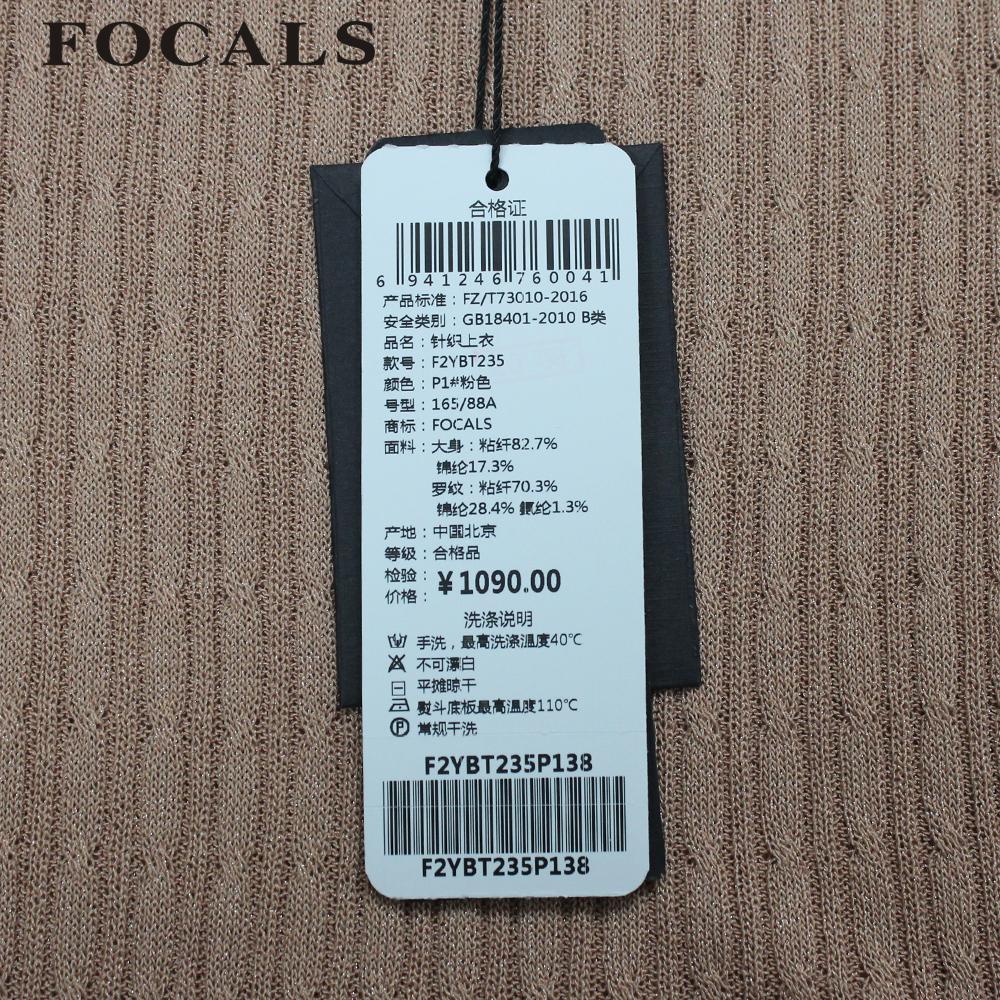 FOCALS
合格证
6 941246 760041
产品标准：FZ/T73010-2016
安全类别：GB18401-2010 B类
品名：针织上衣
款号：F2YBT235
颜色：P1#粉色
号型：165/88A
商标：FOCALS
面料：大身：粘纤82.7%
锦纶17.3%
罗纹：粘纤70.3%
锦纶28.4% 氨纶1.3%
产地：中国北京
等级：合格品
检验：
价格：¥1090.00
洗涤说明
手洗，最高洗涤温度40℃
不可漂白
平摊晾干
熨斗底板最高温度110℃
P 常规干洗
F2YBT235P138
F2YBT235P138